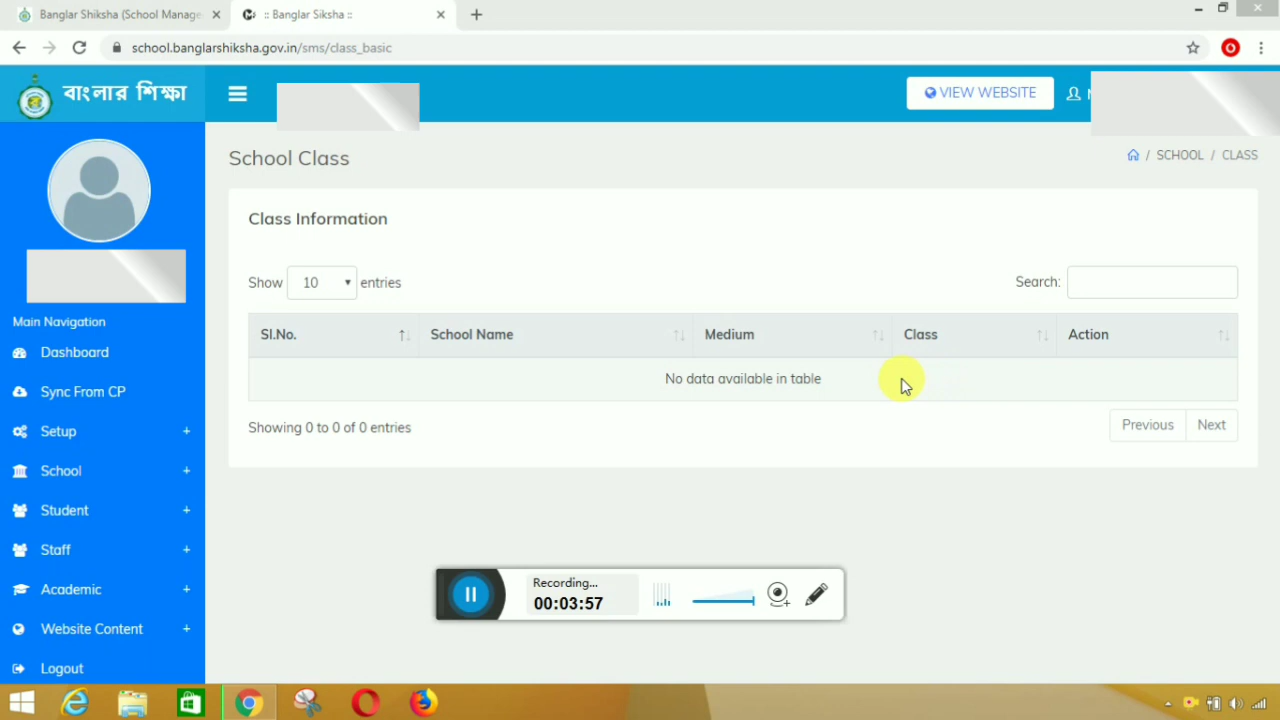 Banglar Shiksha (School Manage
:: Banglar Siksha ::
school.banglarshiksha.gov.in/sms/class_basic
বাংলার শিক্ষা
VIEW WEBSITE
School Class
/ SCHOOL / CLASS
Class Information
Show 10 entries
Search:
Sl.No. School Name Medium Class Action
No data available in table
Showing 0 to 0 of 0 entries
Previous Next
Main Navigation
Dashboard
Sync From CP
Setup +
School +
Student +
Staff +
Academic +
Website Content +
Logout
Recording...
00:03:57